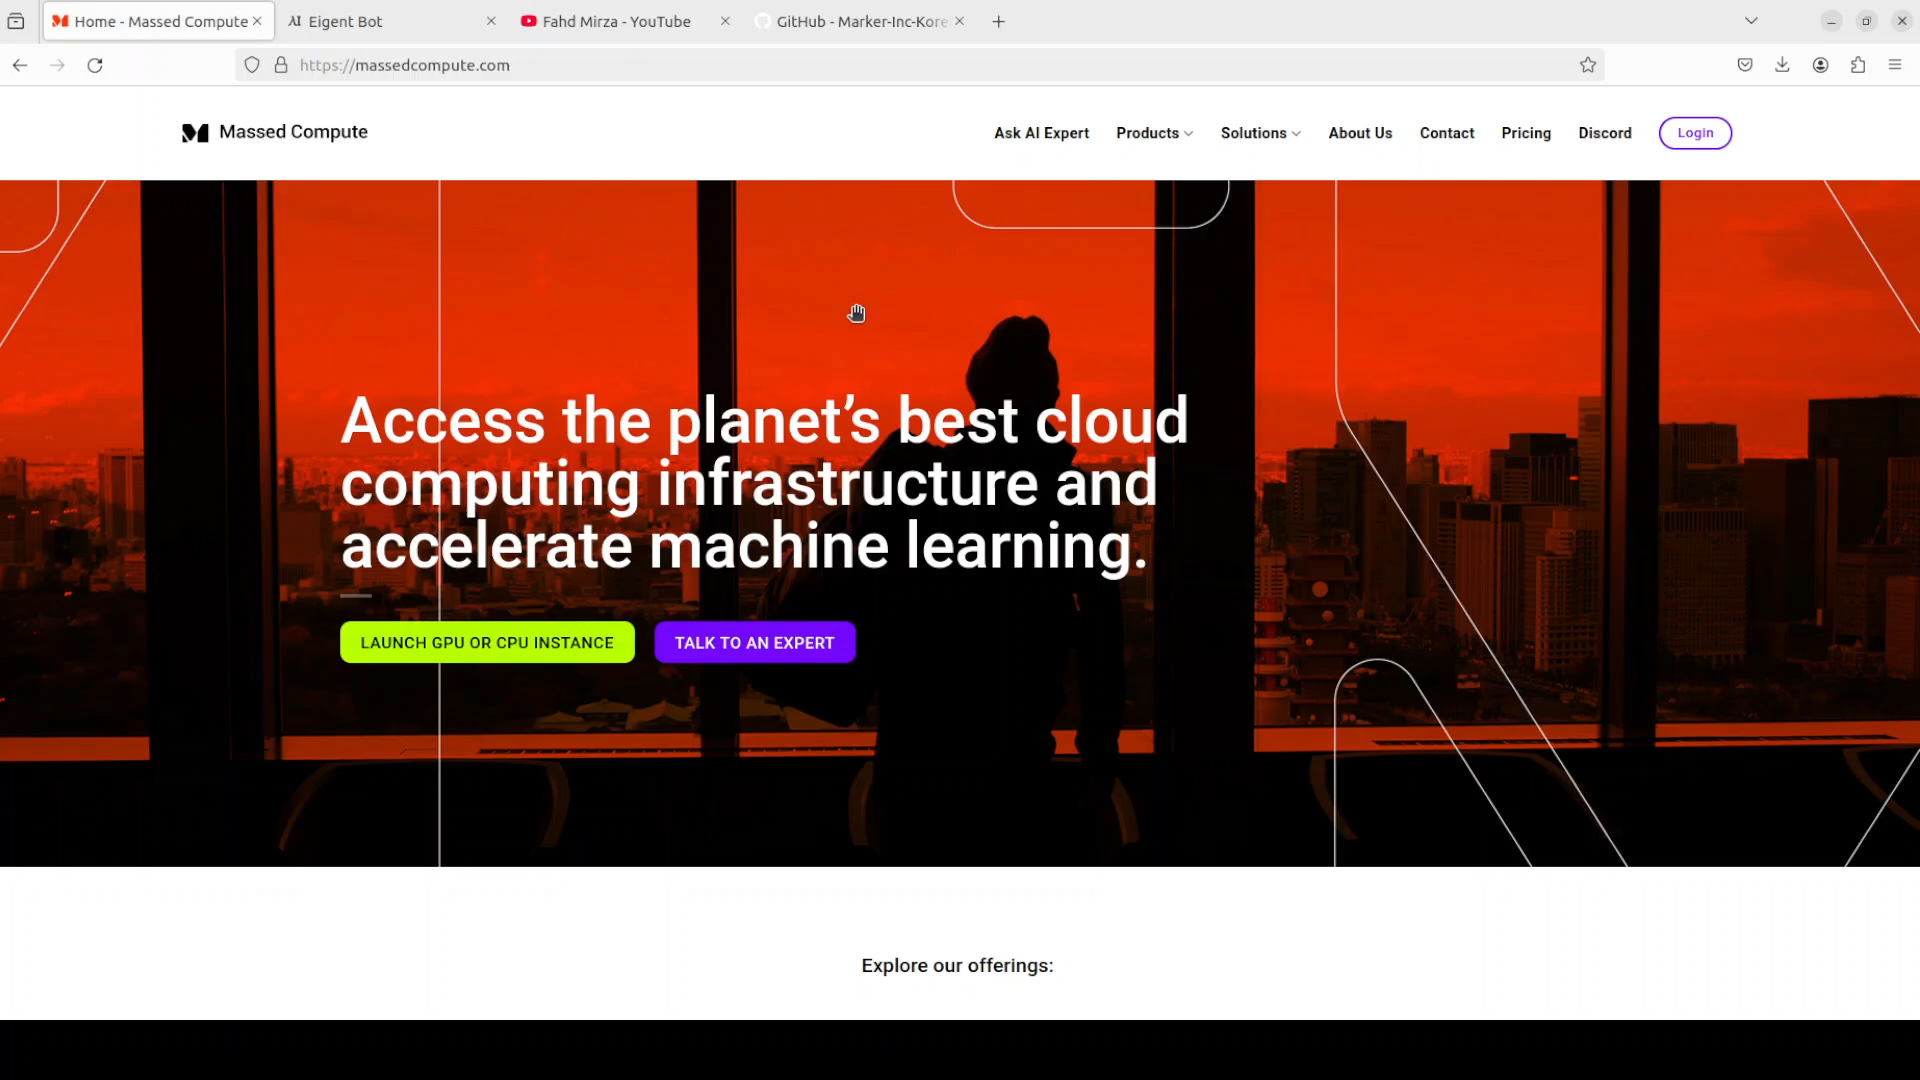 Home - Massed Compute
Eigent Bot
Fahd Mirza - YouTube
GitHub - Marker-Inc-Kore
https://massedcompute.com
Massed Compute
Ask AI Expert
Products
Solutions
About Us
Contact
Pricing
Discord
Login
Access the planet’s best cloud
computing infrastructure and
accelerate machine learning.
LAUNCH GPU OR CPU INSTANCE
TALK TO AN EXPERT
Explore our offerings: